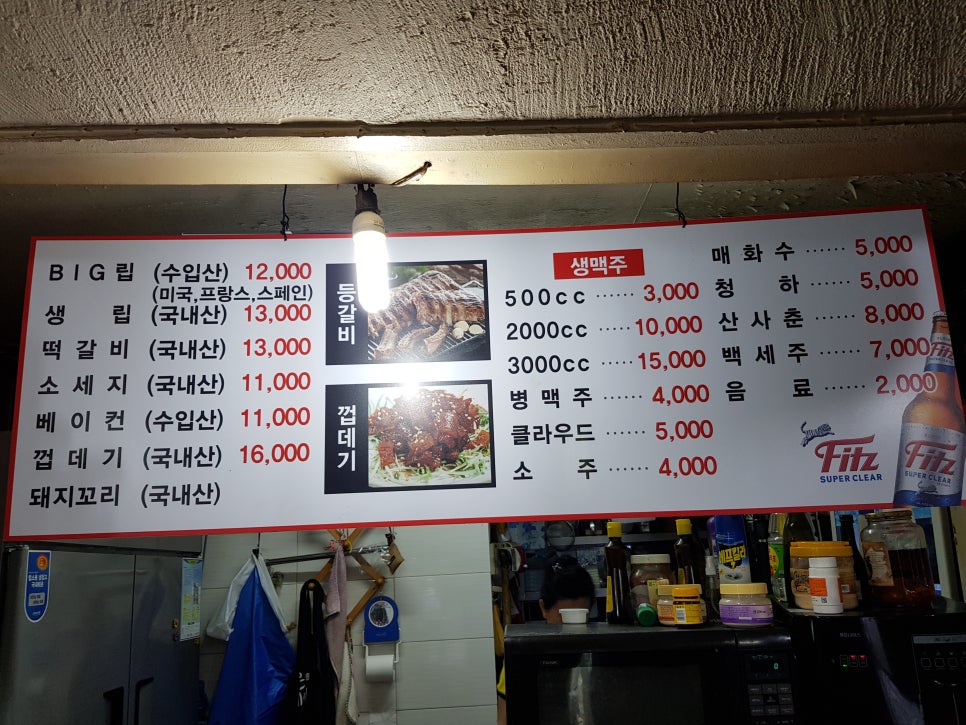 BIG립 (수입산) 12,000
(미국,프랑스,스페인)
생 립 (국내산) 13,000
떡갈비 (국내산) 13,000
소세지 (국내산) 11,000
베이컨 (수입산) 11,000
껍데기 (국내산) 16,000
돼지꼬리 (국내산)
등갈비
껍데기
생맥주
500cc ······ 3,000
2000cc ······ 10,000
3000cc ······ 15,000
병맥주 ······ 4,000
클라우드 ······ 5,000
소 주 ······ 4,000
매화수 ······ 5,000
청 하 ······ 5,000
산사춘 ······ 8,000
백세주 ······ 7,000
음 료 ······ 2,000
Fitz
SUPER CLEAR
Fitz
Fitz
SUPER CLEAR